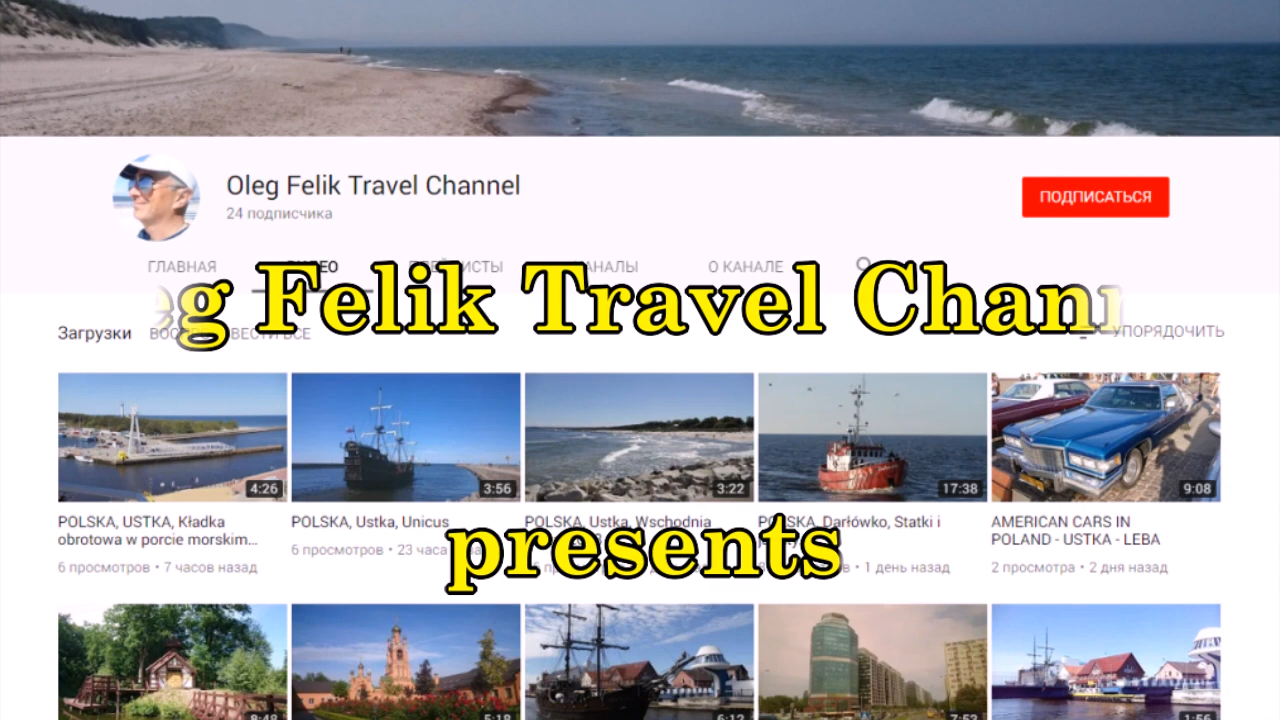 Oleg Felik Travel Channel
24 подписчика
ПОДПИСАТЬСЯ
ГЛАВНАЯ
О КАНАЛЕ
Felik Travel
Загрузки
УПОРЯДОЧИТЬ
4:26
3:56
3:22
17:38
9:08
POLSKA, USTKA, Kładka
obrotowa w porcie morskim...
6 просмотров • 7 часов назад
POLSKA, Ustka, Unicus
6 просмотров • 23 часа
POLSKA, Ustka, Wschodnia
POLSKA, Darłówko, Statki i
1 день назад
AMERICAN CARS IN
POLAND - USTKA - LEBA
2 просмотра • 2 дня назад
presents